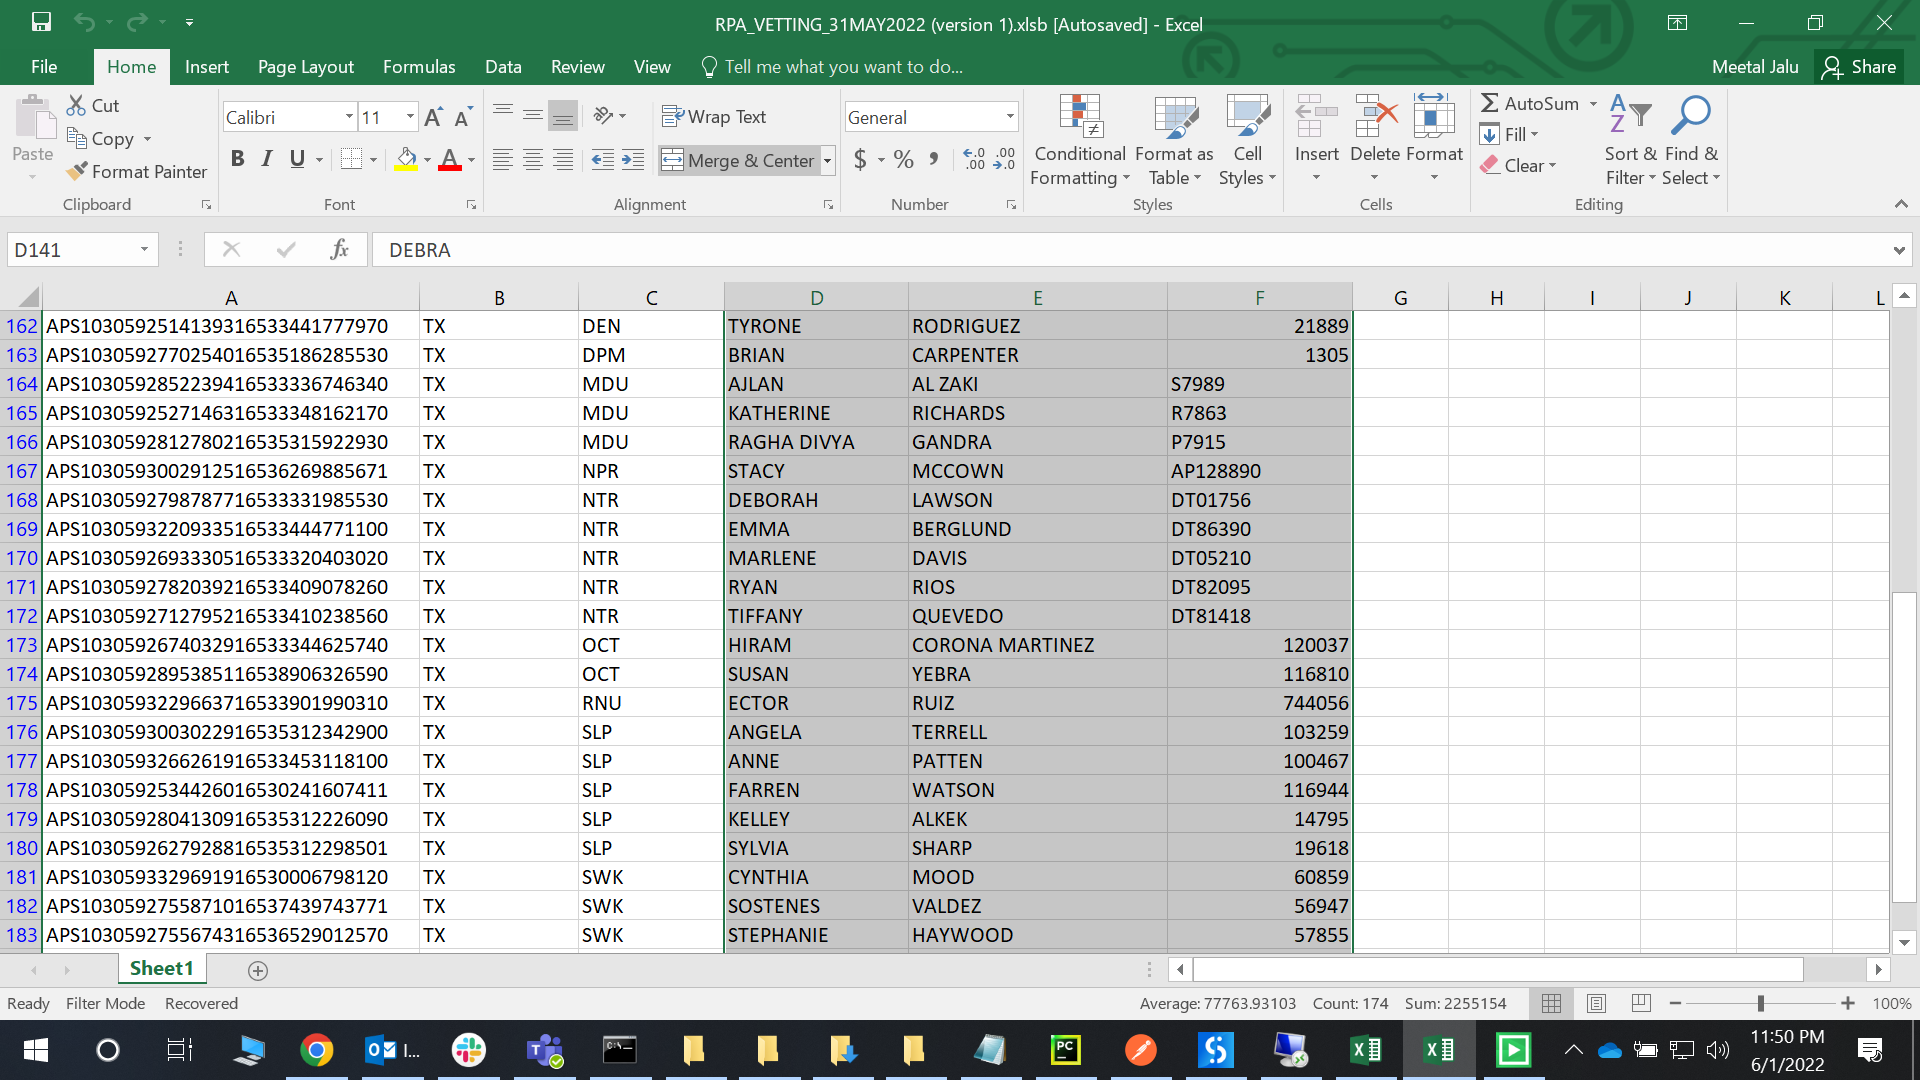 RPA_VETTING_31MAY2022 (version 1).xlsb [Autosaved] - Excel
File Home Insert Page Layout Formulas Data Review View Tell me what you want to do... Meetal Jalu Share
Paste Cut Copy Format Painter Clipboard
Calibri 11 A A B I U A Font
Wrap Text Merge & Center Alignment
General $ % , .0 .00 .00 .0 Number
Conditional Formatting Format as Table Cell Styles Styles
Insert Delete Format Cells
AutoSum Fill Clear Sort & Filter Find & Select Editing
D141 fx DEBRA
A B C D E F G H I J K L
162 APS1030592514139316533441777970 TX DEN TYRONE RODRIGUEZ 21889
163 APS1030592770254016535186285530 TX DPM BRIAN CARPENTER 1305
164 APS1030592852239416533336746340 TX MDU AJLAN AL ZAKI S7989
165 APS1030592527146316533348162170 TX MDU KATHERINE RICHARDS R7863
166 APS1030592812780216535315922930 TX MDU RAGHA DIVYA GANDRA P7915
167 APS1030593002912516536269885671 TX NPR STACY MCCOWN AP128890
168 APS1030592798787716533331985530 TX NTR DEBORAH LAWSON DT01756
169 APS1030593220933516533444771100 TX NTR EMMA BERGLUND DT86390
170 APS1030592693330516533320403020 TX NTR MARLENE DAVIS DT05210
171 APS1030592782039216533409078260 TX NTR RYAN RIOS DT82095
172 APS1030592712795216533410238560 TX NTR TIFFANY QUEVEDO DT81418
173 APS1030592674032916533344625740 TX OCT HIRAM CORONA MARTINEZ 120037
174 APS1030592895385116538906326590 TX OCT SUSAN YEBRA 116810
175 APS1030593229663716533901990310 TX RNU ECTOR RUIZ 744056
176 APS1030593003022916535312342900 TX SLP ANGELA TERRELL 103259
177 APS1030593266261916533453118100 TX SLP ANNE PATTEN 100467
178 APS1030592534426016530241607411 TX SLP FARREN WATSON 116944
179 APS1030592804130916535312226090 TX SLP KELLEY ALKEK 14795
180 APS1030592627928816535312298501 TX SLP SYLVIA SHARP 19618
181 APS1030593329691916530006798120 TX SWK CYNTHIA MOOD 60859
182 APS1030592755871016537439743771 TX SWK SOSTENES VALDEZ 56947
183 APS1030592755674316536529012570 TX SWK STEPHANIE HAYWOOD 57855
Sheet1
Ready Filter Mode Recovered Average: 77763.93103 Count: 174 Sum: 2255154 100%
I...
11:50 PM
6/1/2022